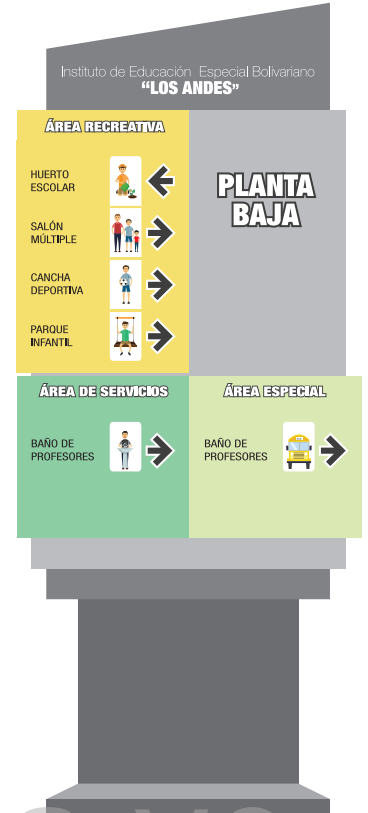 Instituto de Educación Especial Bolivariano
“LOS ANDES”
ÁREA RECREATIVA
HUERTO
ESCOLAR
SALÓN
MÚLTIPLE
CANCHA
DEPORTIVA
PARQUE
INFANTIL
PLANTA
BAJA
ÁREA DE SERVICIOS
BAÑO DE
PROFESORES
ÁREA ESPECIAL
BAÑO DE
PROFESORES